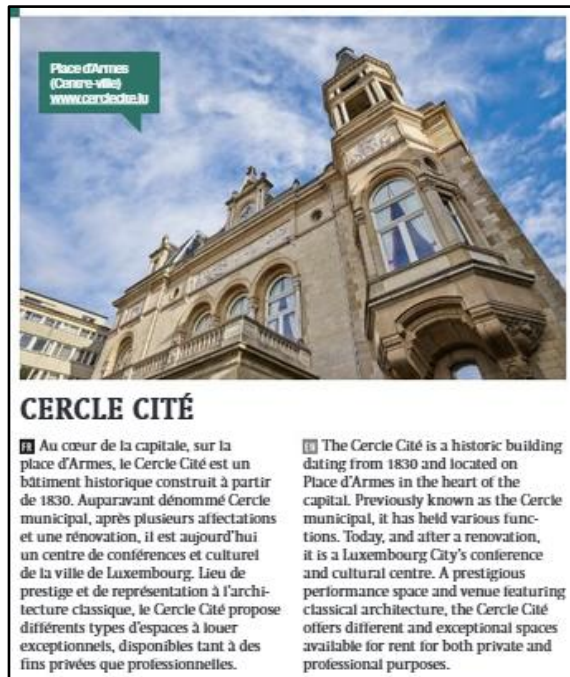 Place d'Armes
(Centre-ville)
www.cerclecite.lu
CERCLE CITÉ
FR Au cœur de la capitale, sur la
place d'Armes, le Cercle Cité est un
bâtiment historique construit à partir
de 1830. Auparavant dénommé Cercle
municipal, après plusieurs affectations
et une rénovation, il est aujourd'hui
un centre de conférences et culturel
de la ville de Luxembourg. Lieu de
prestige et de représentation à l'archi-
tecture classique, le Cercle Cité propose
différents types d'espaces à louer
exceptionnels, disponibles tant à des
fins privées que professionnelles.
EN The Cercle Cité is a historic building
dating from 1830 and located on
Place d'Armes in the heart of the
capital. Previously known as the Cercle
municipal, it has held various func-
tions. Today, and after a renovation,
it is a Luxembourg City's conference
and cultural centre. A prestigious
performance space and venue featuring
classical architecture, the Cercle Cité
offers different and exceptional spaces
available for rent for both private and
professional purposes.